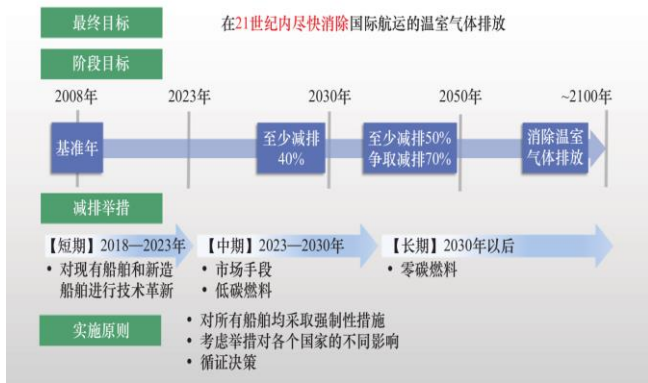 最终目标
在21世纪内尽快消除国际航运的温室气体排放
阶段目标
2008年
2023年
2030年
2050年
~2100年
基准年
至少减排
40%
至少减排50%
争取减排70%
消除温室
气体排放
减排举措
【短期】2018—2023年
• 对现有船舶和新造
船舶进行技术革新
【中期】2023—2030年
• 市场手段
• 低碳燃料
【长期】2030年以后
• 零碳燃料
实施原则
• 对所有船舶均采取强制性措施
• 考虑举措对各个国家的不同影响
• 循证决策